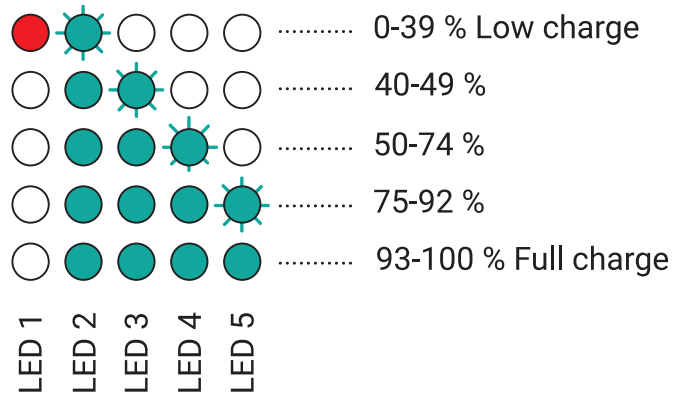 0-39 % Low charge
40-49 %
50-74 %
75-92 %
93-100 % Full charge
LED 1
LED 2
LED 3
LED 4
LED 5